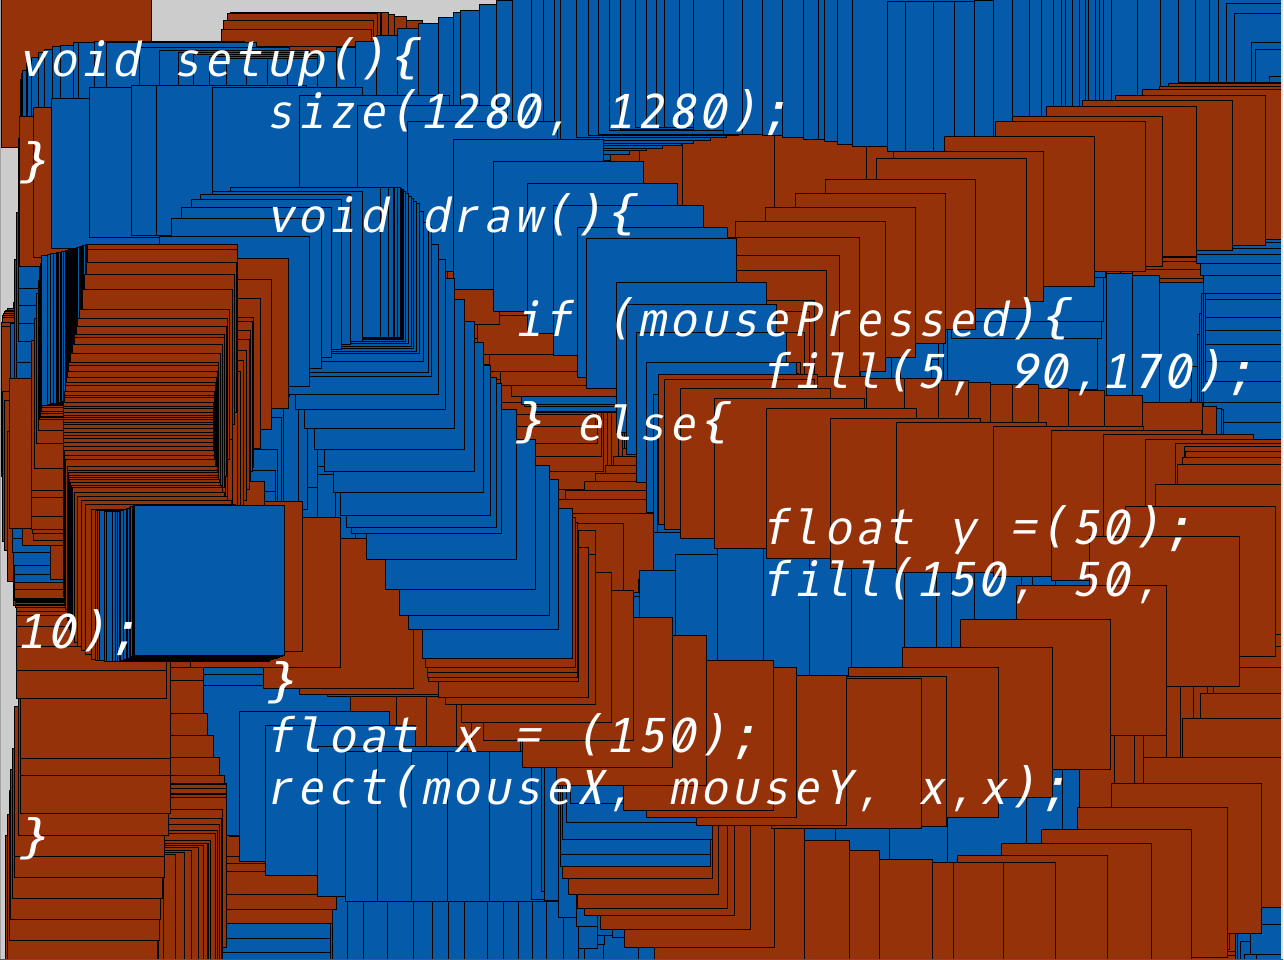 void setup(){
size(1280, 1280);
}
void draw(){
if (mousePressed){
fill(5, 90,170);
} else{
float y =(50);
fill(150, 50,
10);
}
float x = (150);
rect(mouseX, mouseY, x,x);
}